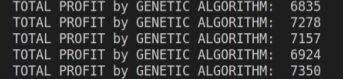 TOTAL PROFIT by GENETIC ALGORITHM:  6835
TOTAL PROFIT by GENETIC ALGORITHM:  7278
TOTAL PROFIT by GENETIC ALGORITHM:  7157
TOTAL PROFIT by GENETIC ALGORITHM:  6924
TOTAL PROFIT by GENETIC ALGORITHM:  7350